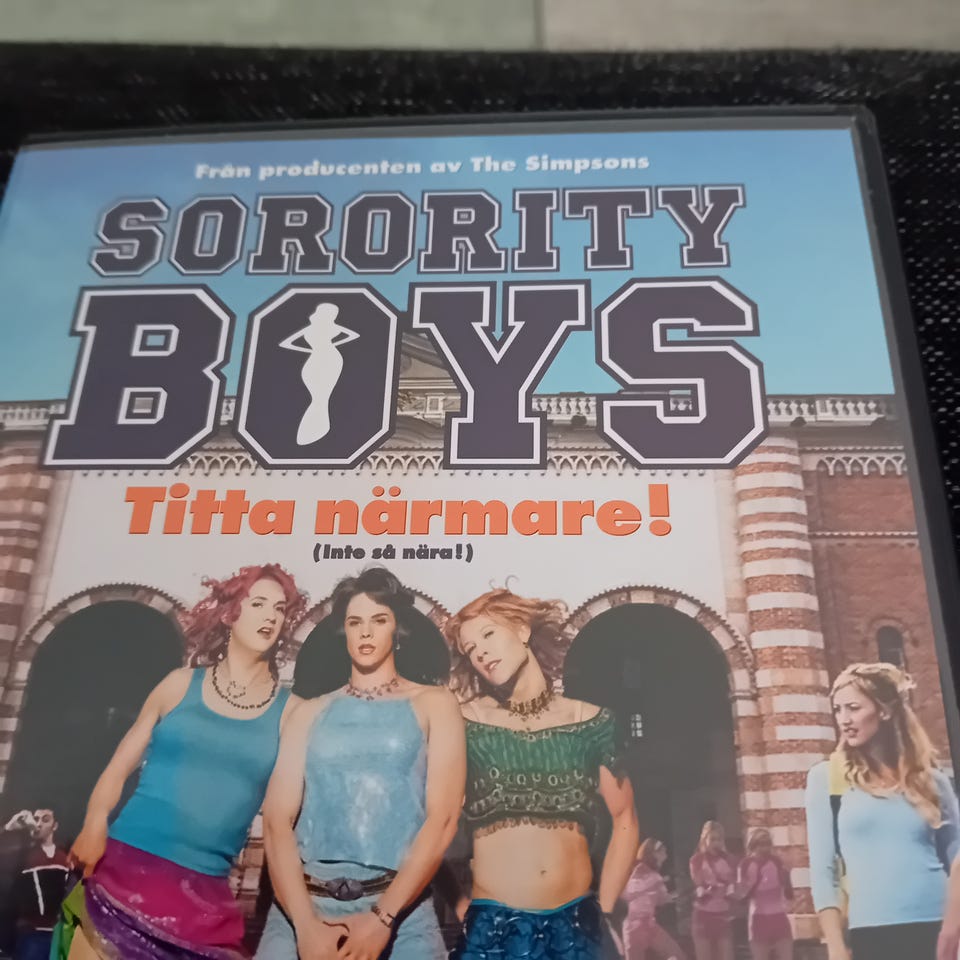 Från producenten av The Simpsons
SORORITY
BOYS
Titta närmare!
(Inte så nära!)